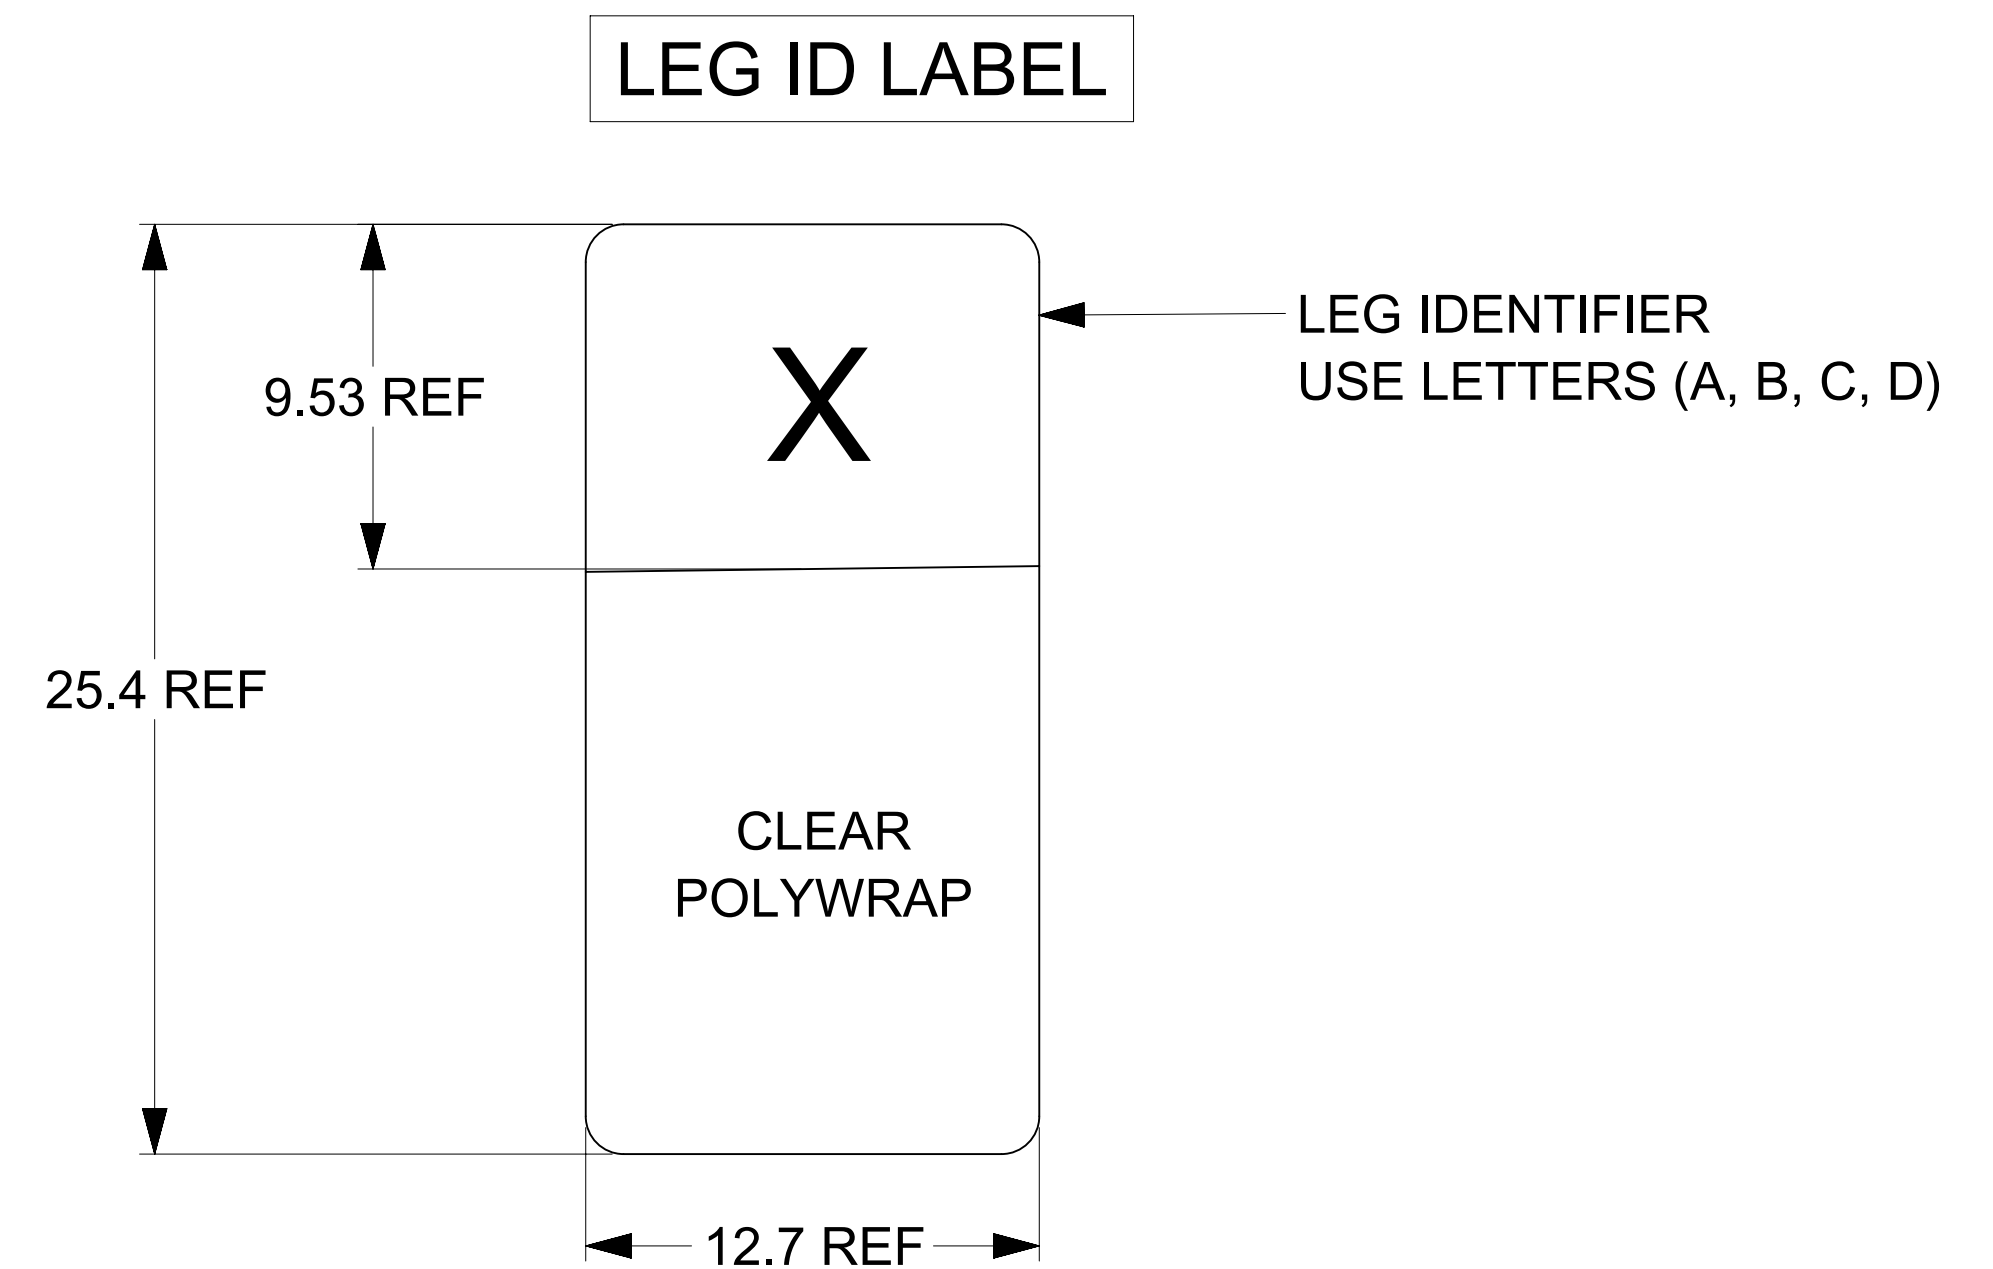 LEG ID LABEL
X
LEG IDENTIFIER
USE LETTERS (A, B, C, D)
9.53 REF
25.4 REF
CLEAR
POLYWRAP
12.7 REF